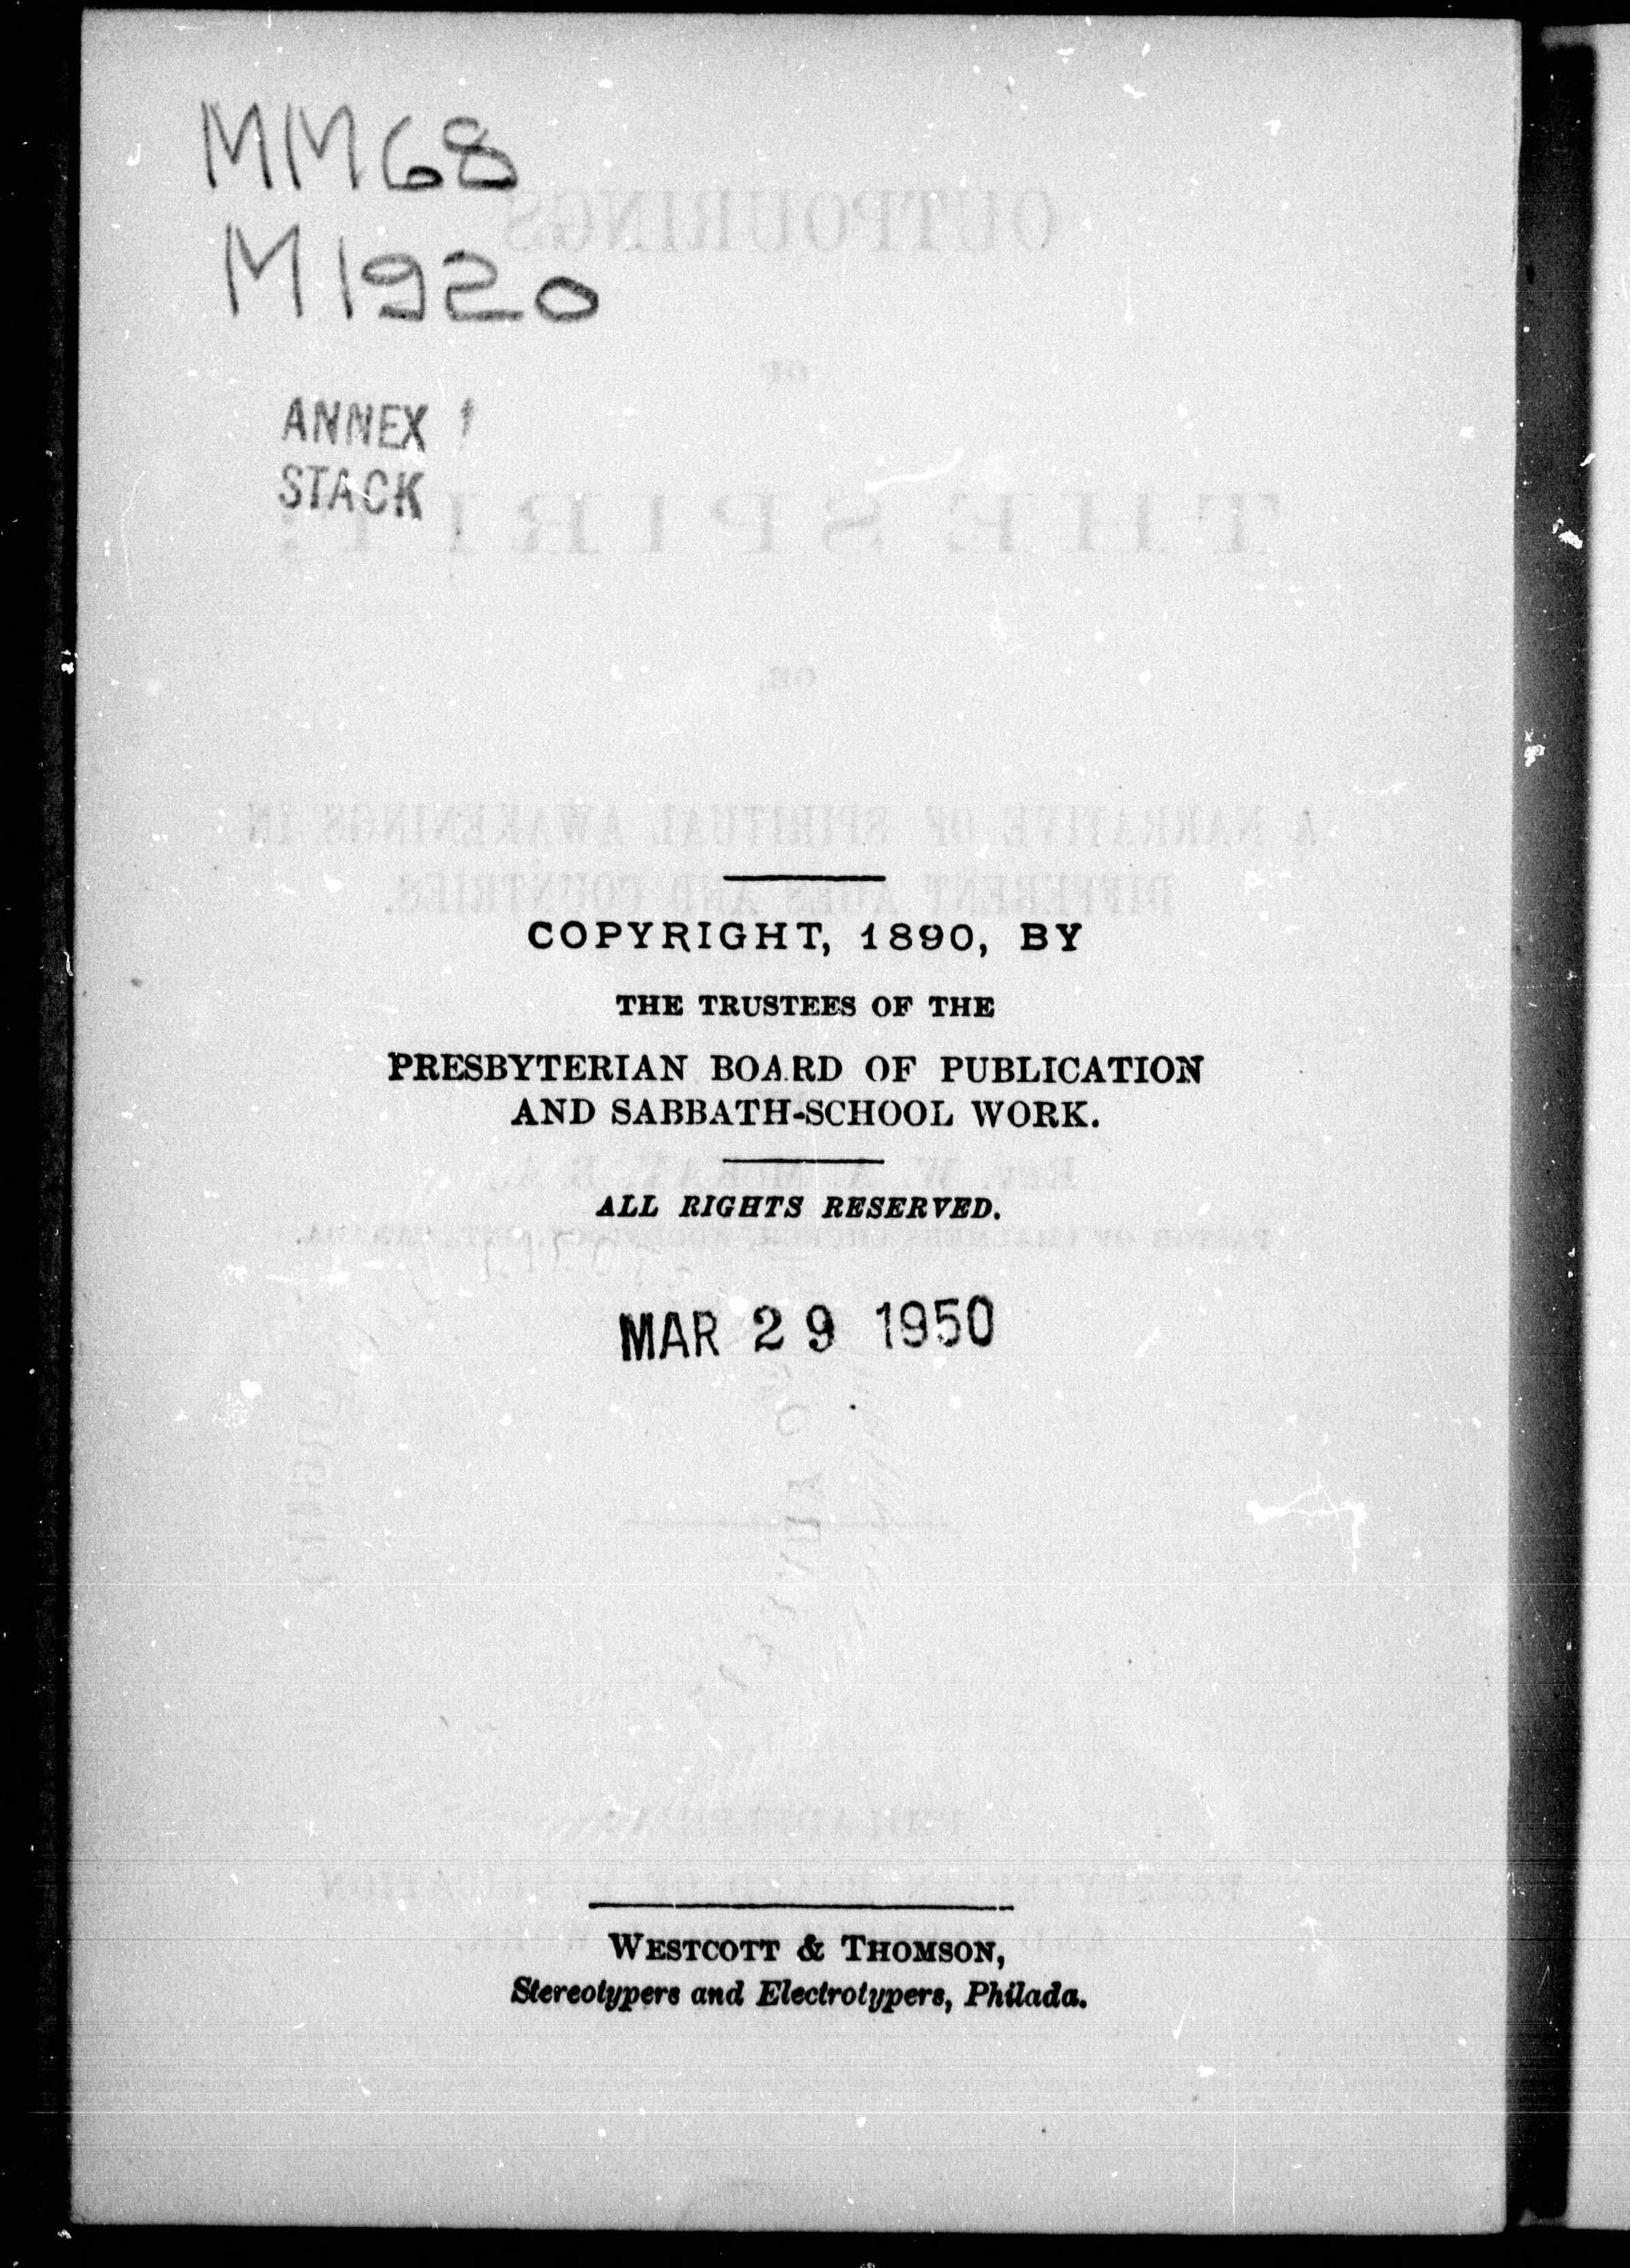 MM68
M1920
ANNEX
STACK
COPYRIGHT, 1890, BY
THE TRUSTEES OF THE
PRESBYTERIAN BOARD OF PUBLICATION
AND SABBATH-SCHOOL WORK.
ALL RIGHTS RESERVED.
MAR 29 1950
WESTCOTT & THOMSON,
Stereotypers and Electrotypers, Philada.